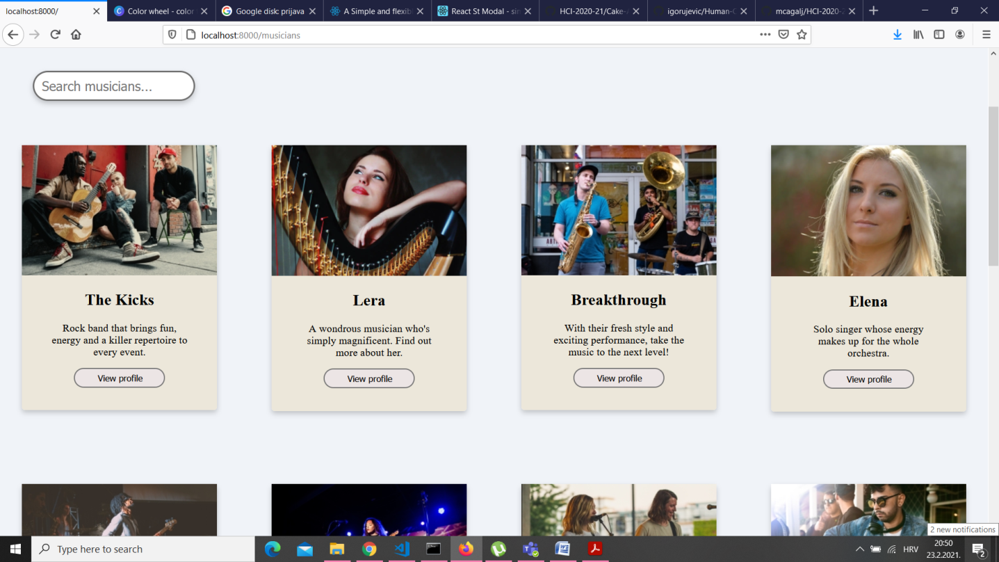 localhost:8000/
Color wheel - color
Google disk: prijava
A Simple and flexib
React St Modal - sin
HCI-2020-21/Cake-
igorujevic/Human-C
mcagalj/HCI-2020-2
localhost:8000/musicians
Search musicians...
The Kicks
Rock band that brings fun,
energy and a killer repertoire to
every event.
View profile
Lera
A wondrous musician who's
simply magnificent. Find out
more about her.
View profile
Breakthrough
With their fresh style and
exciting performance, take the
music to the next level!
View profile
Elena
Solo singer whose energy
makes up for the whole
orchestra.
View profile
2 new notifications
Type here to search
HRV
20:50
23.2.2021.
2